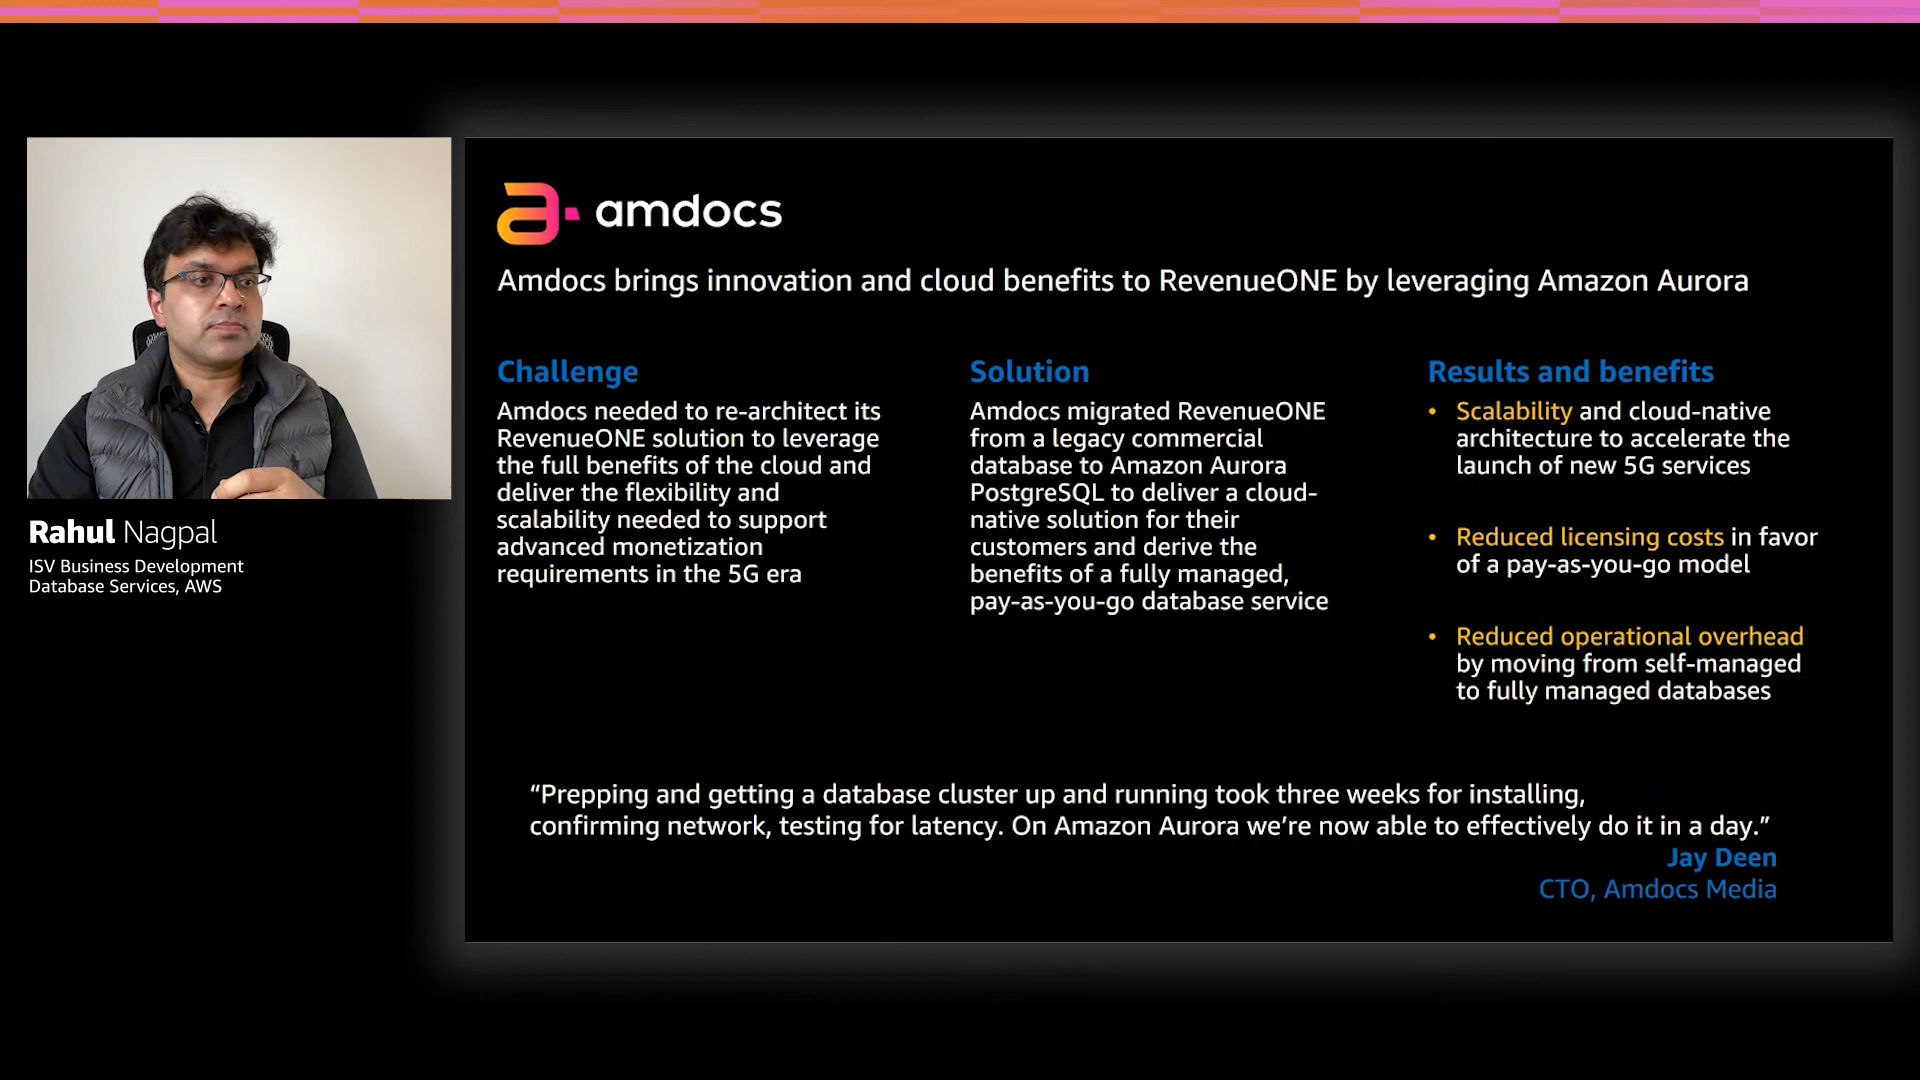 Rahul Nagpal
ISV Business Development
Database Services, AWS
amdocs
Amdocs brings innovation and cloud benefits to RevenueONE by leveraging Amazon Aurora
Challenge
Amdocs needed to re-architect its
RevenueONE solution to leverage
the full benefits of the cloud and
deliver the flexibility and
scalability needed to support
advanced monetization
requirements in the 5G era
Solution
Amdocs migrated RevenueONE
from a legacy commercial
database to Amazon Aurora
PostgreSQL to deliver a cloud-
native solution for their
customers and derive the
benefits of a fully managed,
pay-as-you-go database service
Results and benefits
• Scalability and cloud-native
architecture to accelerate the
launch of new 5G services
• Reduced licensing costs in favor
of a pay-as-you-go model
• Reduced operational overhead
by moving from self-managed
to fully managed databases
“Prepping and getting a database cluster up and running took three weeks for installing,
confirming network, testing for latency. On Amazon Aurora we’re now able to effectively do it in a day.”
Jay Deen
CTO, Amdocs Media